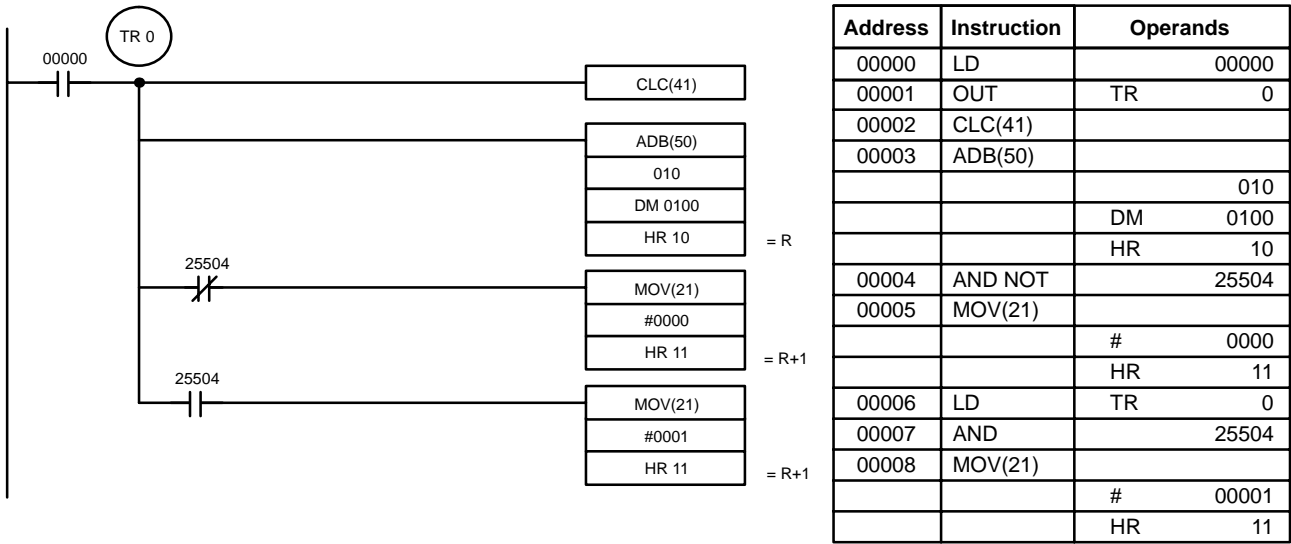 TR 0
00000
CLC(41)
ADB(50)
010
DM 0100
HR 10 = R
25504
MOV(21)
#0000
HR 11 = R+1
25504
MOV(21)
#0001
HR 11 = R+1
Address Instruction Operands
00000 LD 00000
00001 OUT TR 0
00002 CLC(41)
00003 ADB(50)
010
DM 0100
HR 10
00004 AND NOT 25504
00005 MOV(21)
# 0000
HR 11
00006 LD TR 0
00007 AND 25504
00008 MOV(21)
# 00001
HR 11